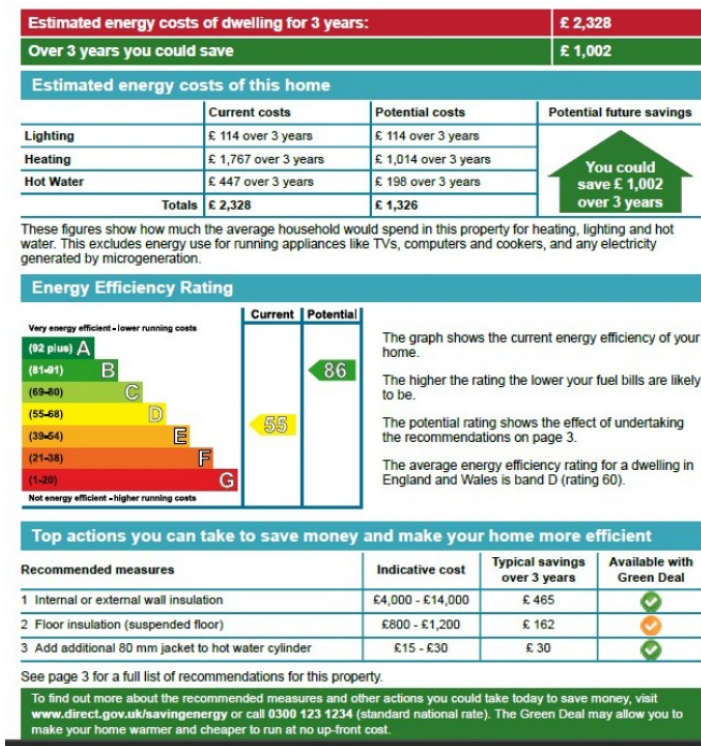 Estimated energy costs of dwelling for 3 years: £ 2,328
Over 3 years you could save £ 1,002
Estimated energy costs of this home
Current costs Potential costs Potential future savings
Lighting £ 114 over 3 years £ 114 over 3 years
Heating £ 1,767 over 3 years £ 1,014 over 3 years
Hot Water £ 447 over 3 years £ 198 over 3 years
Totals £ 2,328 £ 1,326
You could
save £ 1,002
over 3 years
These figures show how much the average household would spend in this property for heating, lighting and hot
water. This excludes energy use for running appliances like TVs, computers and cookers, and any electricity
generated by microgeneration.
Energy Efficiency Rating
Current Potential
Very energy efficient - lower running costs
(92 plus) A
(81-91) B
(69-80) C
(55-68) D
(39-54) E
(21-38) F
(1-20) G
Not energy efficient - higher running costs
55
86
The graph shows the current energy efficiency of your
home.
The higher the rating the lower your fuel bills are likely
to be.
The potential rating shows the effect of undertaking
the recommendations on page 3.
The average energy efficiency rating for a dwelling in
England and Wales is band D (rating 60).
Top actions you can take to save money and make your home more efficient
Recommended measures Indicative cost Typical savings over 3 years Available with Green Deal
1 Internal or external wall insulation £4,000 - £14,000 £ 465
2 Floor insulation (suspended floor) £800 - £1,200 £ 162
3 Add additional 80 mm jacket to hot water cylinder £15 - £30 £ 30
See page 3 for a full list of recommendations for this property.
To find out more about the recommended measures and other actions you could take today to save money, visit
www.direct.gov.uk/savingenergy or call 0300 123 1234 (standard national rate). The Green Deal may allow you to
make your home warmer and cheaper to run at no up-front cost.